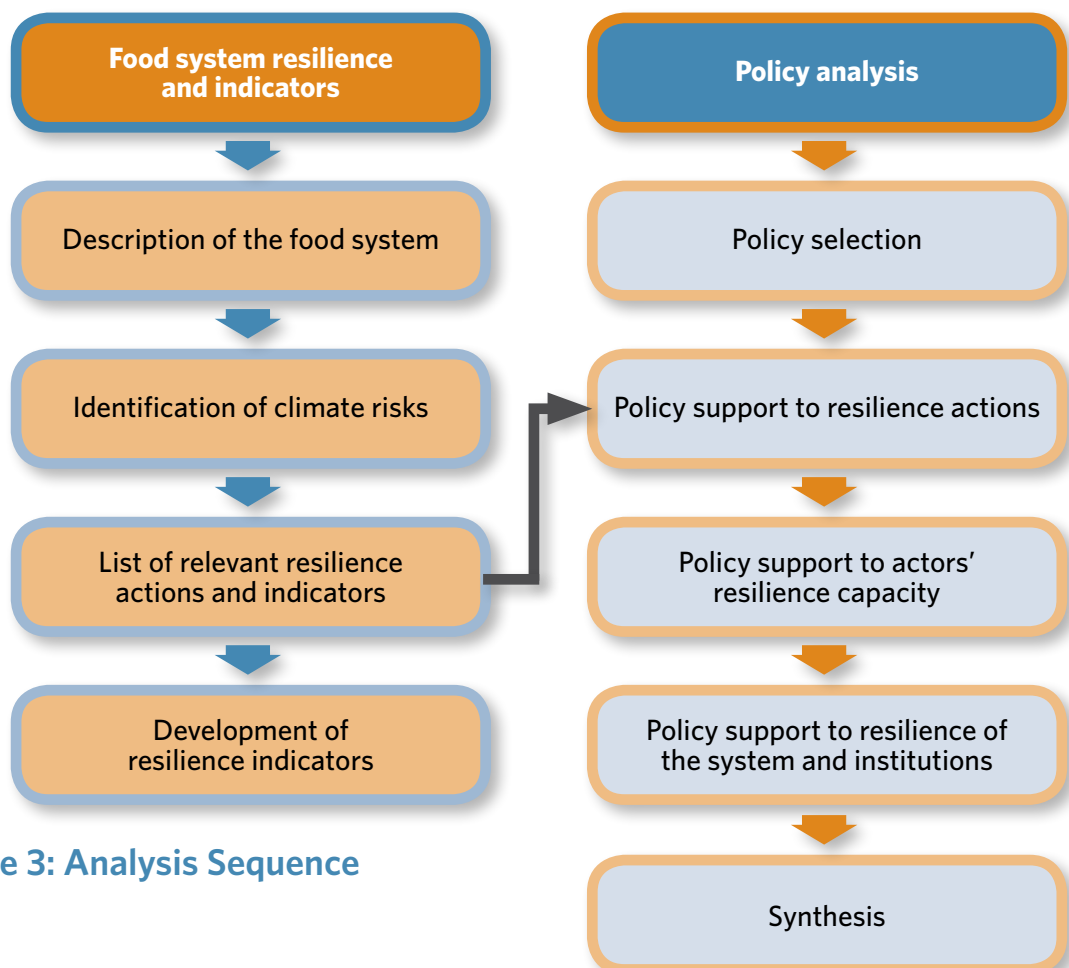 Food system resilience
and indicators
Description of the food system
Identification of climate risks
List of relevant resilience
actions and indicators
Development of
resilience indicators
Policy analysis
Policy selection
Policy support to resilience actions
Policy support to actors'
resilience capacity
Policy support to resilience of
the system and institutions
Synthesis
e 3: Analysis Sequence